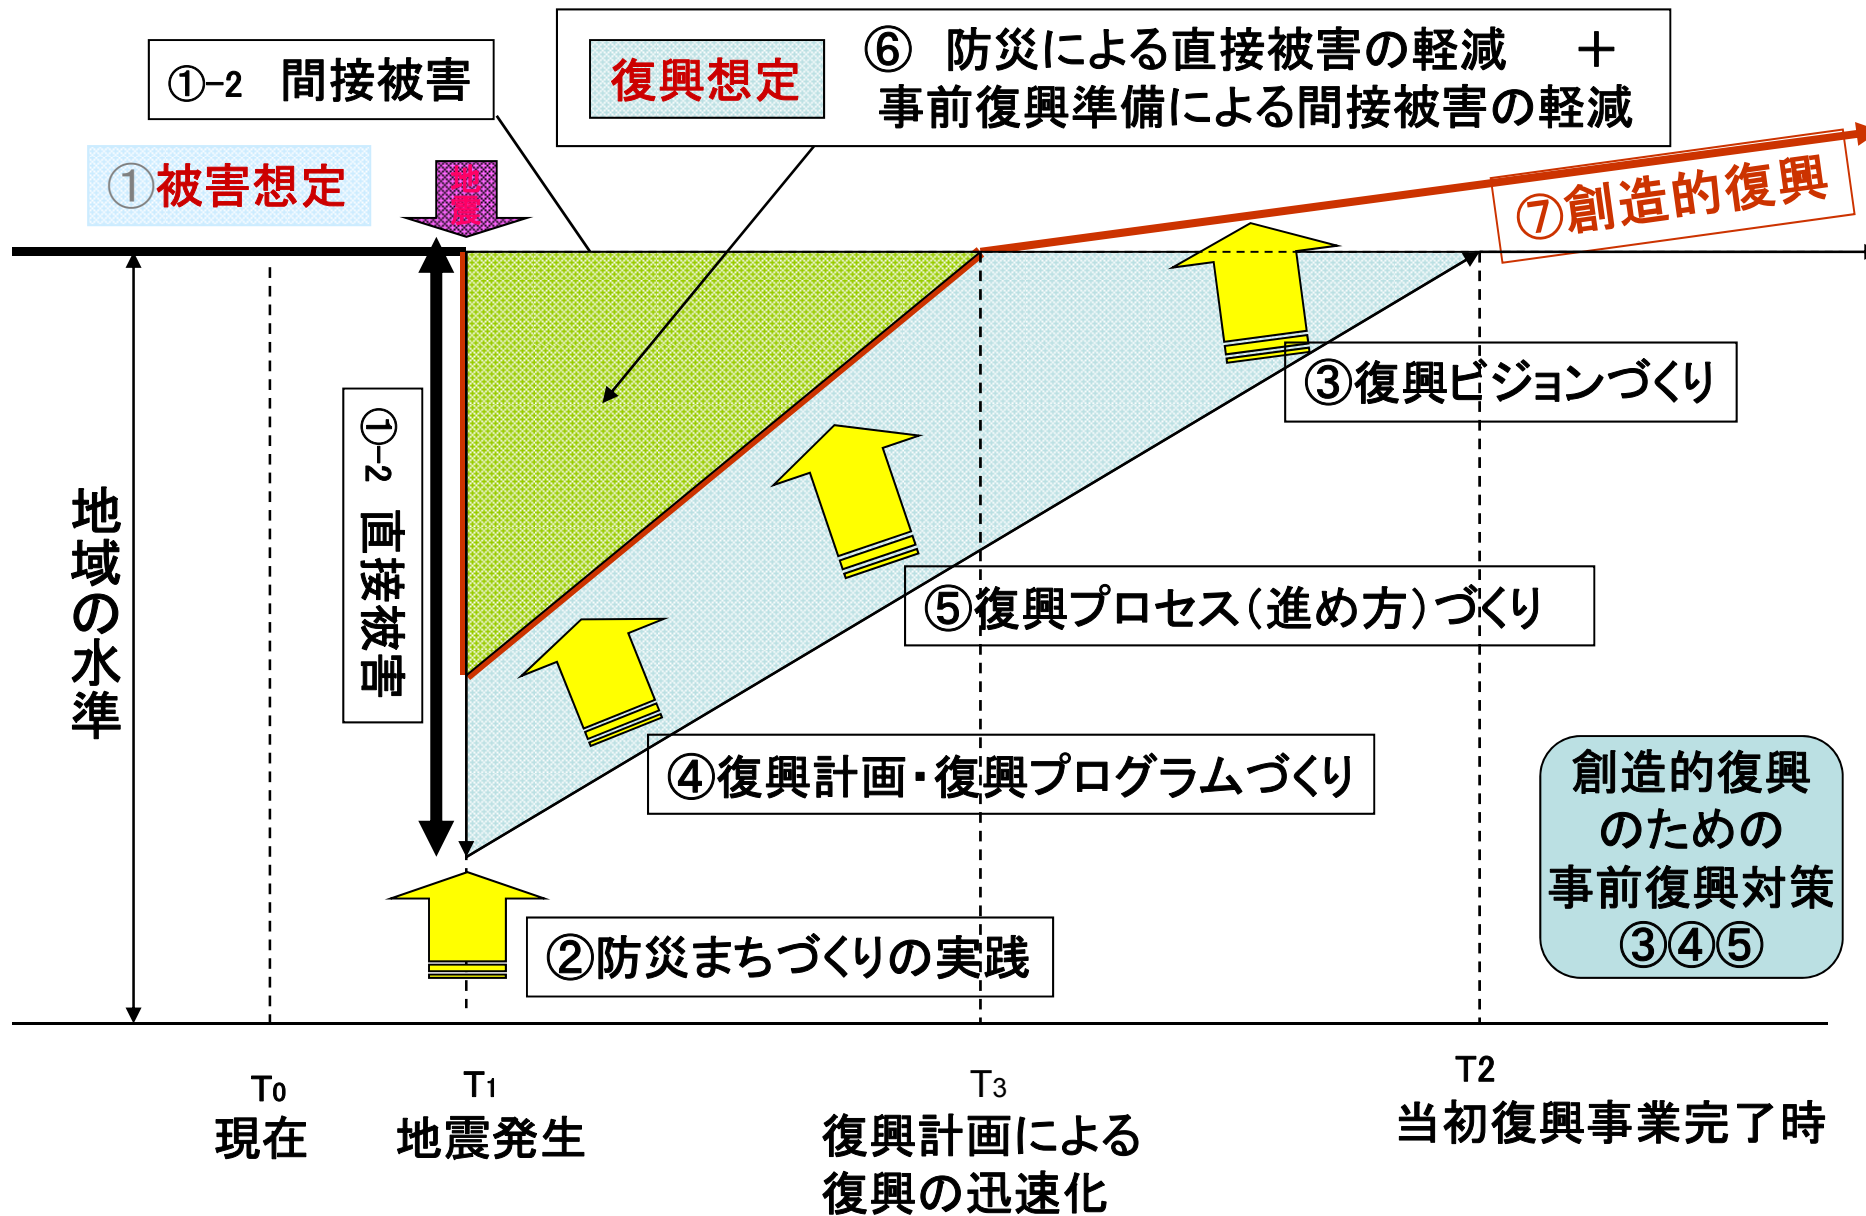 ①-2 間接被害
復興想定
⑥ 防災による直接被害の軽減 ＋
事前復興準備による間接被害の軽減
①被害想定
地震
⑦創造的復興
③復興ビジョンづくり
①-2 直接被害
地域の水準
⑤復興プロセス（進め方）づくり
④復興計画・復興プログラムづくり
②防災まちづくりの実践
創造的復興
のための
事前復興対策
③④⑤
T0
現在
T1
地震発生
T3
復興計画による
復興の迅速化
T2
当初復興事業完了時